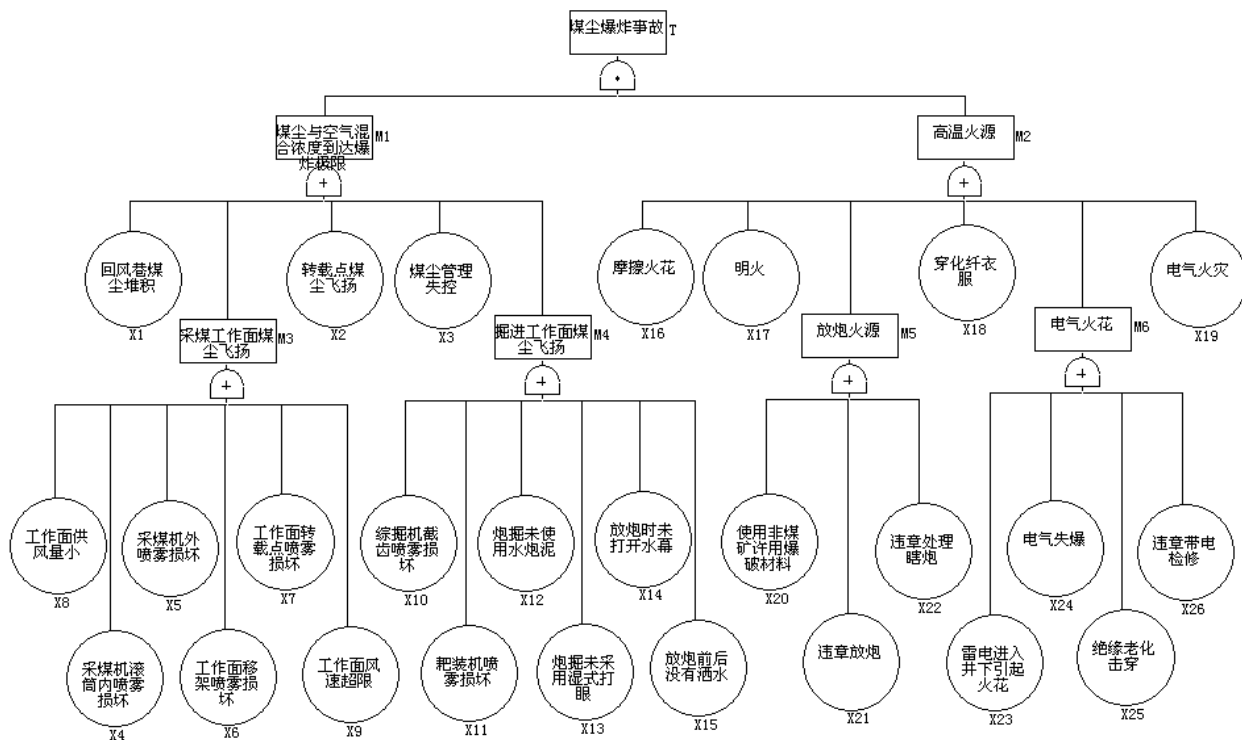 煤尘爆炸事故
T
煤尘与空气混
合浓度到达爆
炸极限
M1
高温火源
M2
回风巷煤
尘堆积
X1
采煤工作面煤
尘飞扬
M3
转载点煤
尘飞扬
X2
煤尘管理
失控
X3
掘进工作面煤
尘飞扬
M4
摩擦火花
X16
明火
X17
放炮火源
M5
穿化纤衣
服
X18
电气火花
M6
电气火灾
X19
工作面供
风量小
X8
采煤机滚
筒内喷雾
损坏
X4
采煤机外
喷雾损坏
X5
工作面移
架喷雾损
坏
X6
工作面转
载点喷雾
损坏
X7
工作面风
速超限
X9
综掘机截
齿喷雾损
坏
X10
耙装机喷
雾损坏
X11
炮掘未使
用水炮泥
X12
炮掘未采
用湿式打
眼
X13
放炮时未
打开水幕
X14
放炮前后
没有洒水
X15
使用非煤
矿许用爆
破材料
X20
违章放炮
X21
违章处理
瞎炮
X22
雷电进入
井下引起
火花
X23
电气失爆
X24
绝缘老化
击穿
X25
违章带电
检修
X26